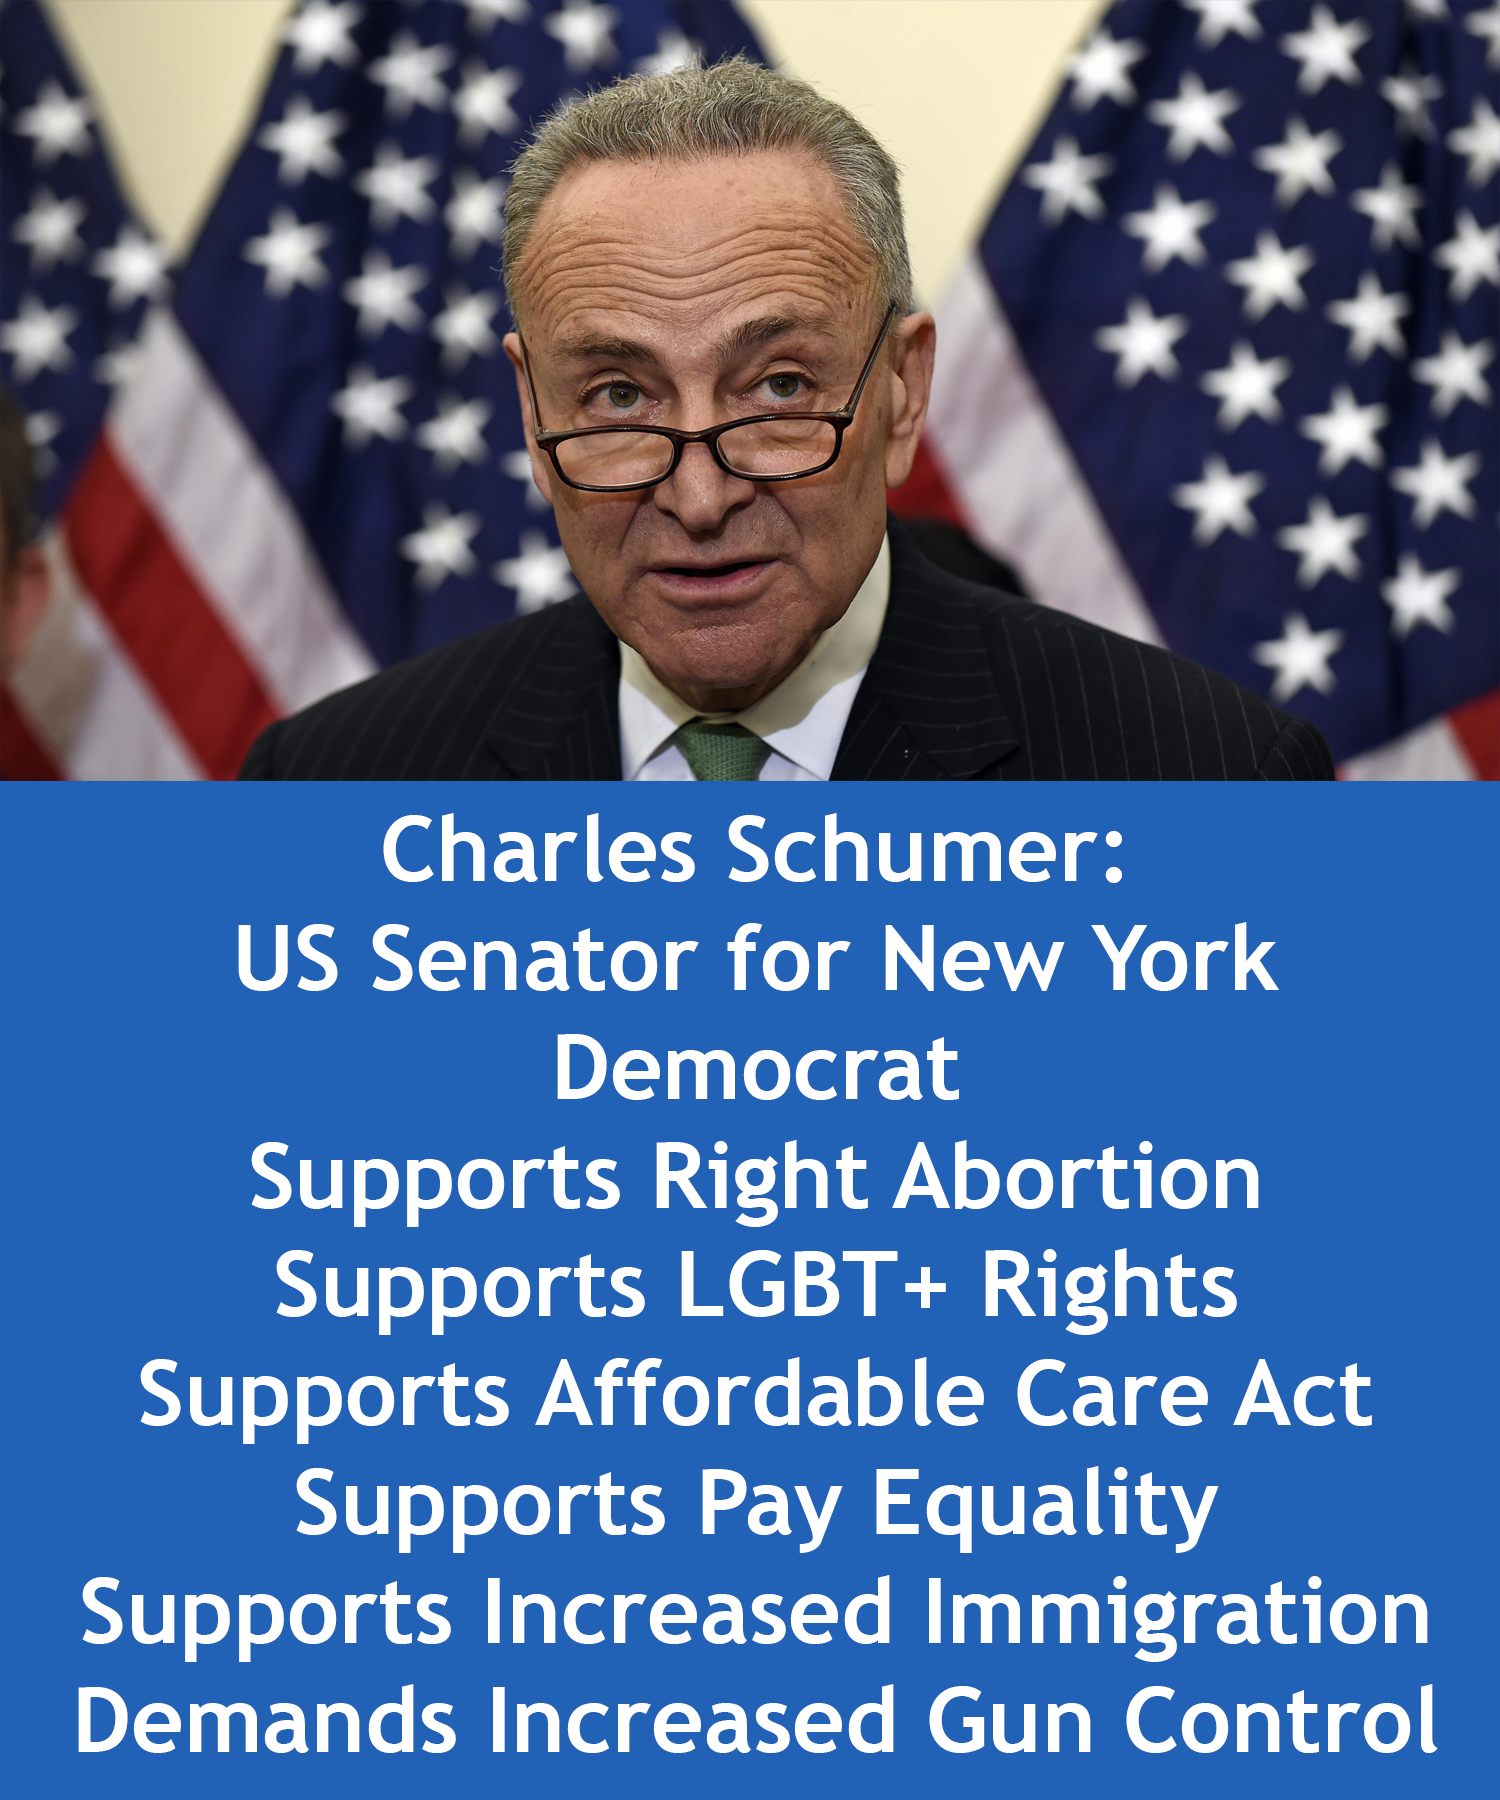 Charles Schumer:
US Senator for New York
Democrat
Supports Right Abortion
Supports LGBT+ Rights
Supports Affordable Care Act
Supports Pay Equality
Supports Increased Immigration
Demands Increased Gun Control